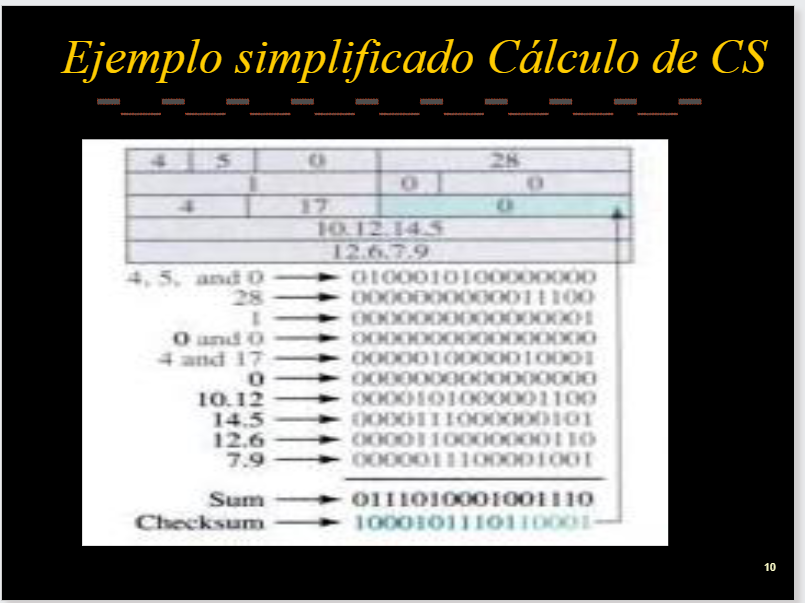 Ejemplo simplificado Cálculo de CS
4 5 0 28
1 0 0
4 17 0
10.12.14.5
12.6.7.9
4, 5, and 0 0100010100000000
28 0000000000011100
1 0000000000000001
0 and 0 0000000000000000
4 and 17 0000010000010001
0 0000000000000000
10.12 0000101000001100
14.5 0000111000000101
12.6 0000110000000110
7.9 0000011100001001
Sum 0111010001001110
Checksum 1000101110110001
10